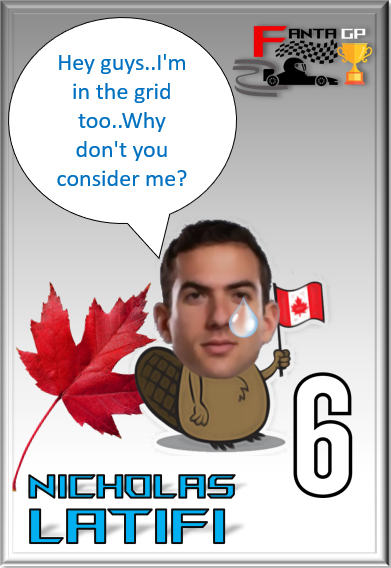 FANTA GP
Hey guys..I'm
in the grid
too..Why
don't you
consider me?
6
NICHOLAS
LATIFI